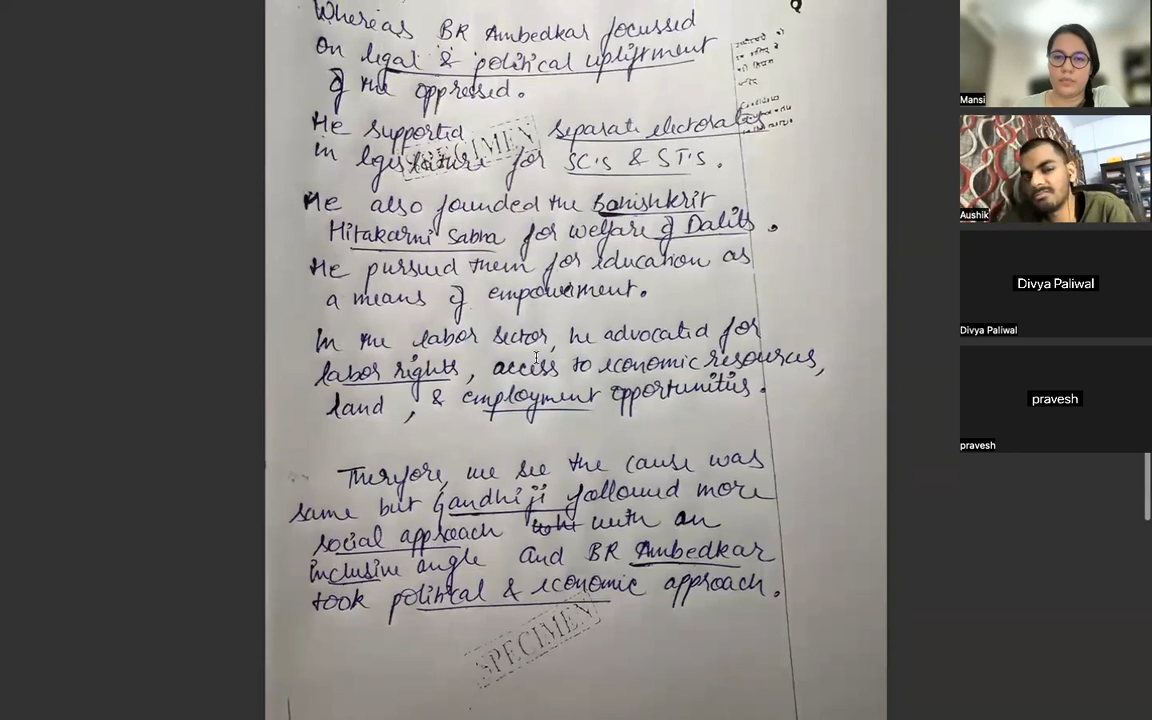 Whereas BR Ambedkar focussed
on legal & political upliftment
of the oppressed.
He supported separate electorates
in legislature for SC's & ST's.
SPECIMEN
He also founded the Bahishkrit
Hitakarni Sabha for welfare of Dalits.
He pursued them for education as
a means of empowerment.
In the labor sector, he advocated for
labor rights, access to economic resources,
land, & employment opportunities.
Therefore, we see the cause was
same but Gandhi ji followed more
social approach with an
inclusive angle and BR Ambedkar
took political & economic approach.
SPECIMEN
Mansi
Aushik
Divya Paliwal
Divya Paliwal
pravesh
pravesh